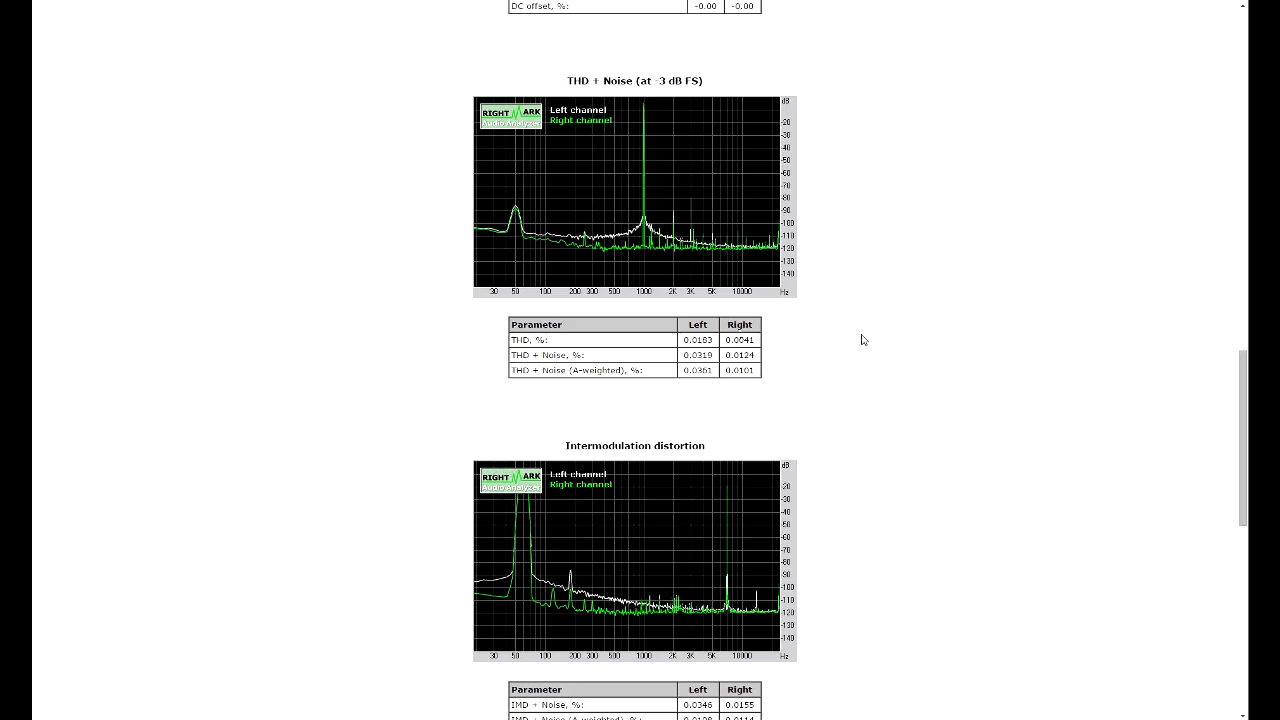 DC offset, %: -0.00 -0.00
THD + Noise (at -3 dB FS)
RIGHT MARK
Audio Analyzer
Left channel
Right channel
dB
-20
-30
-40
-50
-60
-70
-80
-90
-100
-110
-120
-130
-140
30 50 100 200 300 500 1000 2K 3K 5K 10000 Hz
Parameter Left Right
THD, %: 0.0183 0.0041
THD + Noise, %: 0.0319 0.0124
THD + Noise (A-weighted), %: 0.0361 0.0101
Intermodulation distortion
RIGHT MARK
Audio Analyzer
Left channel
Right channel
dB
-20
-30
-40
-50
-60
-70
-80
-90
-100
-110
-120
-130
-140
30 50 100 200 300 500 1000 2K 3K 5K 10000 Hz
Parameter Left Right
IMD + Noise, %: 0.0346 0.0155